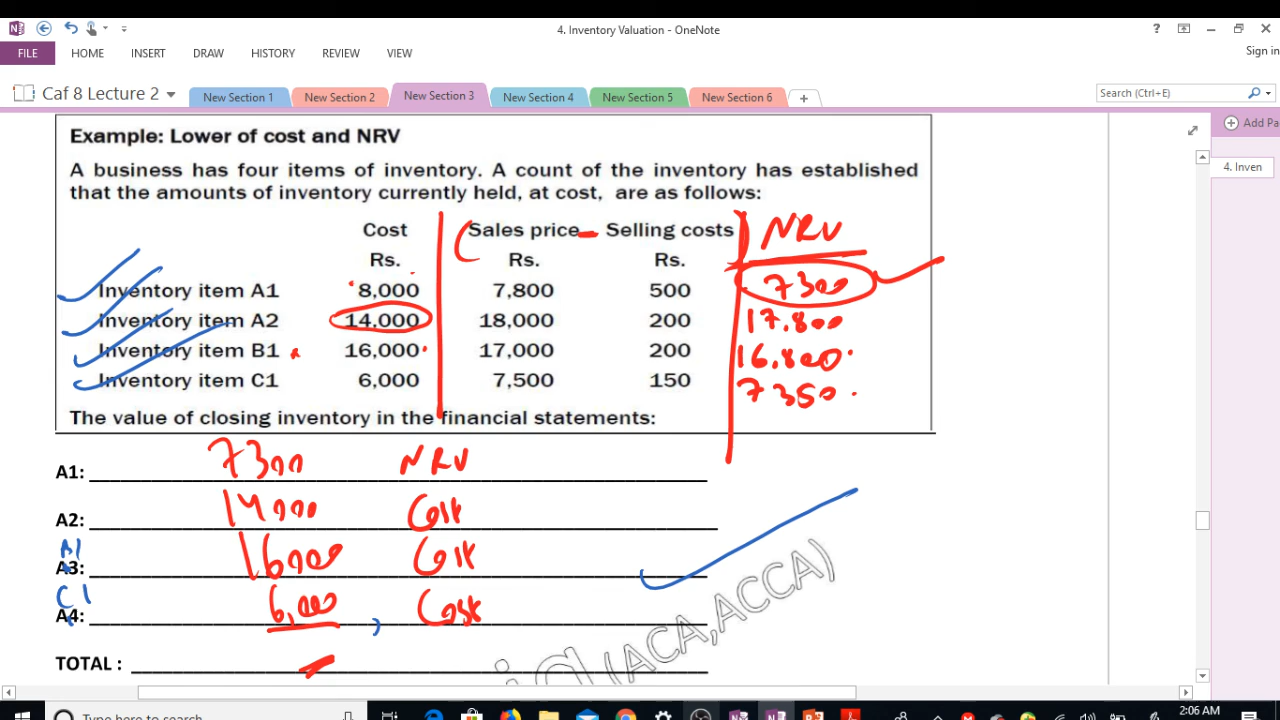 4. Inventory Valuation - OneNote
Sign in
FILE HOME INSERT DRAW HISTORY REVIEW VIEW
Caf 8 Lecture 2 New Section 1 New Section 2 New Section 3 New Section 4 New Section 5 New Section 6 Search (Ctrl+E)
Add Pa
4. Inven
Example: Lower of cost and NRV
A business has four items of inventory. A count of the inventory has established
that the amounts of inventory currently held, at cost, are as follows:
Cost (Sales price - Selling costs NRV
Rs. Rs. Rs.
Inventory item A1 8,000 7,800 500 7300
Inventory item A2 14,000 18,000 200 17.800
Inventory item B1 16,000 17,000 200 16.800
Inventory item C1 6,000 7,500 150 7350
The value of closing inventory in the financial statements:
A1: 7300 NRV
A2: 14000 Cost
A3: 16000 Cost
C1
A4: 6,000 , Cost
(ACA,ACCA)
TOTAL :
Type here to search
2:06 AM